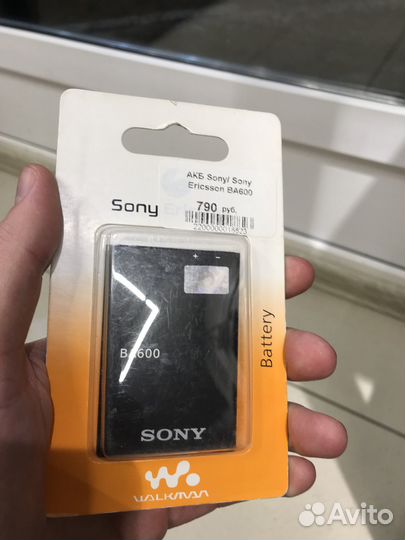 АКБ Sony/ Sony
Ericsson BA600
790 руб.
Sony
+ -
BA600
Battery
SONY
WALKMAN
Avito